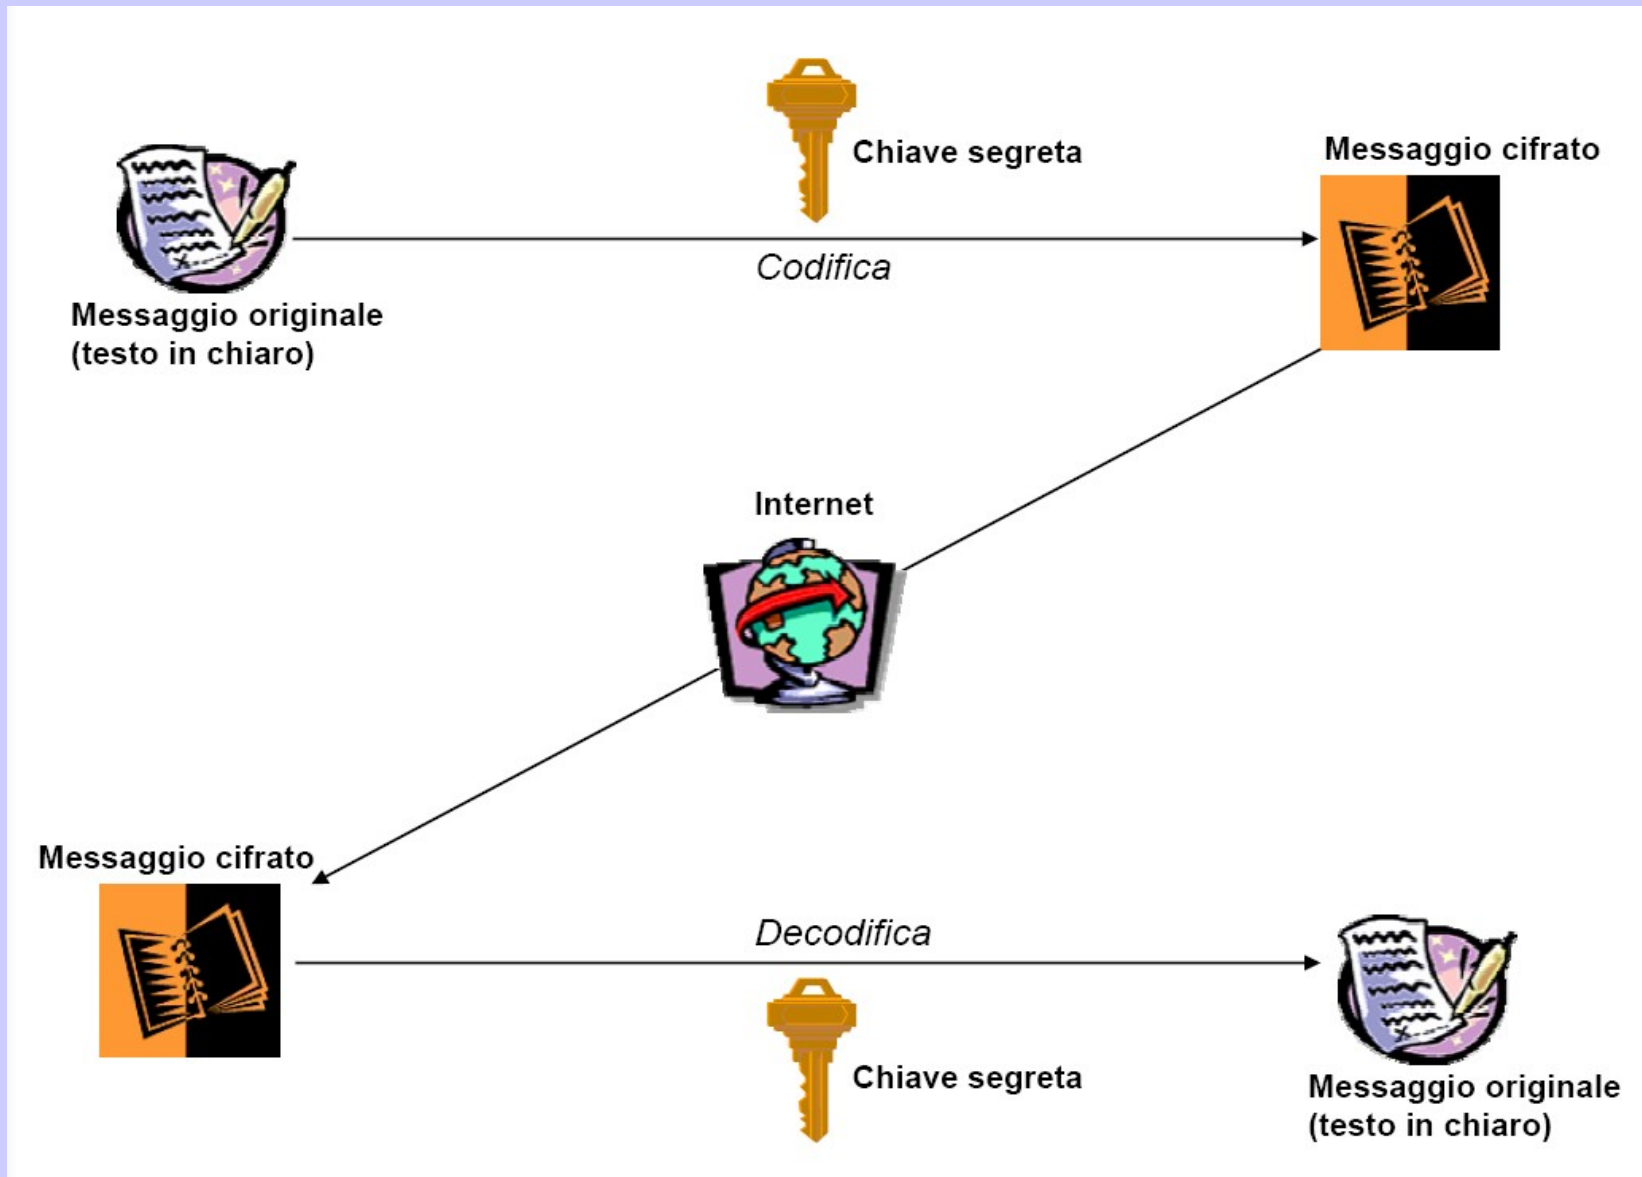 Chiave segreta
Messaggio cifrato
Codifica
Messaggio originale
(testo in chiaro)
Internet
Messaggio cifrato
Decodifica
Chiave segreta
Messaggio originale
(testo in chiaro)